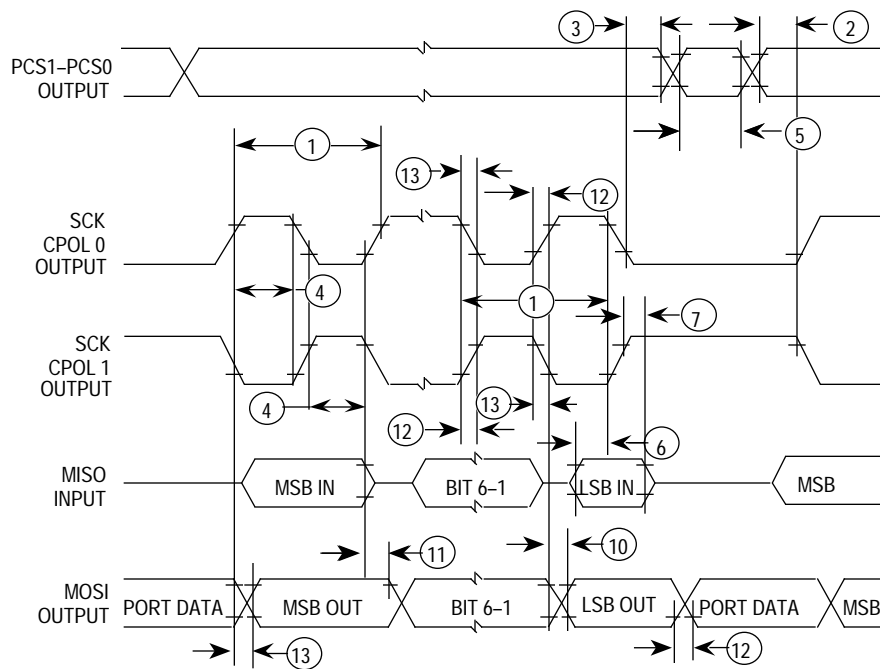 3
2
PCS1–PCS0
OUTPUT
5
1
13
12
SCK
CPOL 0
OUTPUT
4
1
7
SCK
CPOL 1
OUTPUT
4
13
12
6
MISO
INPUT
MSB IN
BIT 6–1
LSB IN
MSB
11
10
MOSI
OUTPUT
PORT DATA
MSB OUT
BIT 6–1
LSB OUT
PORT DATA
MSB
13
12